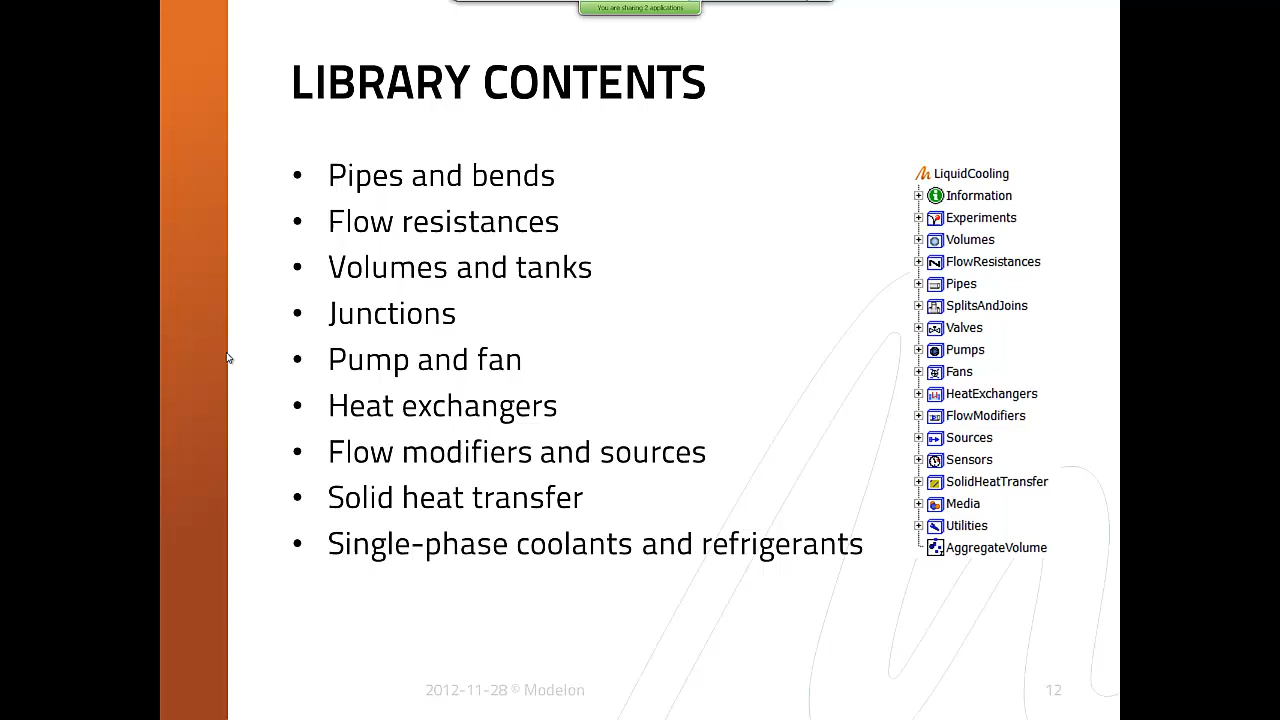 You are sharing 2 applications
LIBRARY CONTENTS
• Pipes and bends
• Flow resistances
• Volumes and tanks
• Junctions
• Pump and fan
• Heat exchangers
• Flow modifiers and sources
• Solid heat transfer
• Single-phase coolants and refrigerants
LiquidCooling
Information
Experiments
Volumes
FlowResistances
Pipes
SplitsAndJoins
Valves
Pumps
Fans
HeatExchangers
FlowModifiers
Sources
Sensors
SolidHeatTransfer
Media
Utilities
AggregateVolume
2012-11-28 © Modelon
12